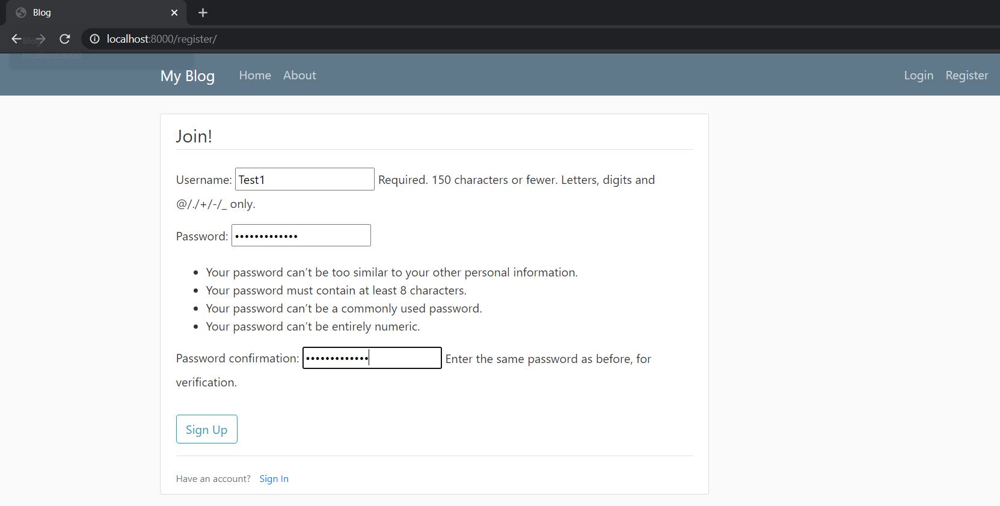 Blog
localhost:8000/register/
Blog
localhost:8000
My Blog Home About Login Register
Join!
Username: Test1 Required. 150 characters or fewer. Letters, digits and
@/./+/-/_ only.
Password: •••••••••••••
• Your password can’t be too similar to your other personal information.
• Your password must contain at least 8 characters.
• Your password can’t be a commonly used password.
• Your password can’t be entirely numeric.
Password confirmation: ••••••••••••• Enter the same password as before, for
verification.
Sign Up
Have an account? Sign In